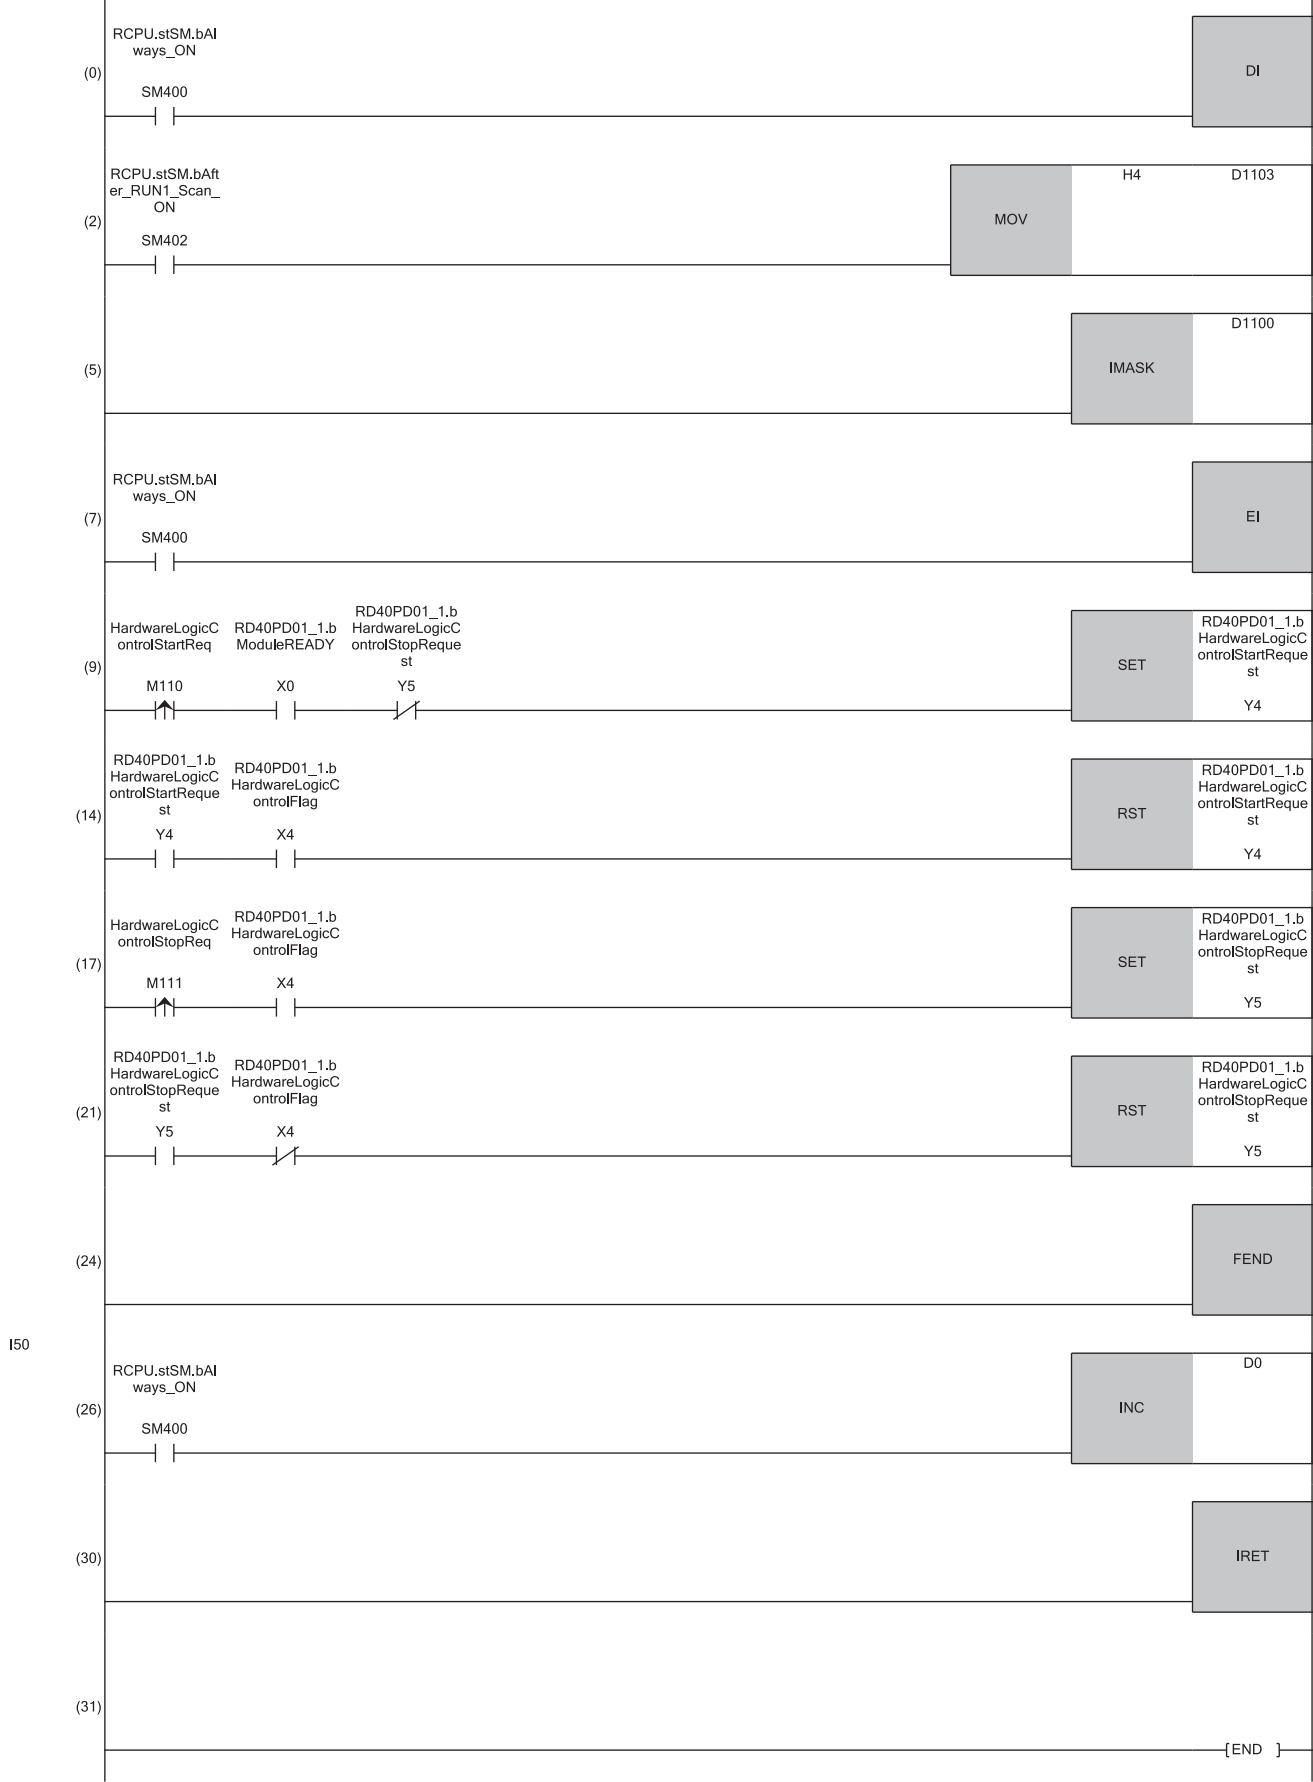 RCPU.stSM.bAl
ways_ON
(0)
SM400
DI
RCPU.stSM.bAft
er_RUN1_Scan_
ON
(2)
SM402
MOV
H4
D1103
(5)
IMASK
D1100
RCPU.stSM.bAl
ways_ON
(7)
SM400
EI
HardwareLogicC
ontrolStartReq
RD40PD01_1.b
ModuleREADY
RD40PD01_1.b
HardwareLogicC
ontrolStopReque
st
(9)
M110
X0
Y5
SET
RD40PD01_1.b
HardwareLogicC
ontrolStartReque
st
Y4
RD40PD01_1.b
HardwareLogicC
ontrolStartReque
st
RD40PD01_1.b
HardwareLogicC
ontrolFlag
(14)
Y4
X4
RST
RD40PD01_1.b
HardwareLogicC
ontrolStartReque
st
Y4
HardwareLogicC
ontrolStopReq
RD40PD01_1.b
HardwareLogicC
ontrolFlag
(17)
M111
X4
SET
RD40PD01_1.b
HardwareLogicC
ontrolStopReque
st
Y5
RD40PD01_1.b
HardwareLogicC
ontrolStopReque
st
RD40PD01_1.b
HardwareLogicC
ontrolFlag
(21)
Y5
X4
RST
RD40PD01_1.b
HardwareLogicC
ontrolStopReque
st
Y5
(24)
FEND
I50
RCPU.stSM.bAl
ways_ON
(26)
SM400
INC
D0
(30)
IRET
(31)
[END ]